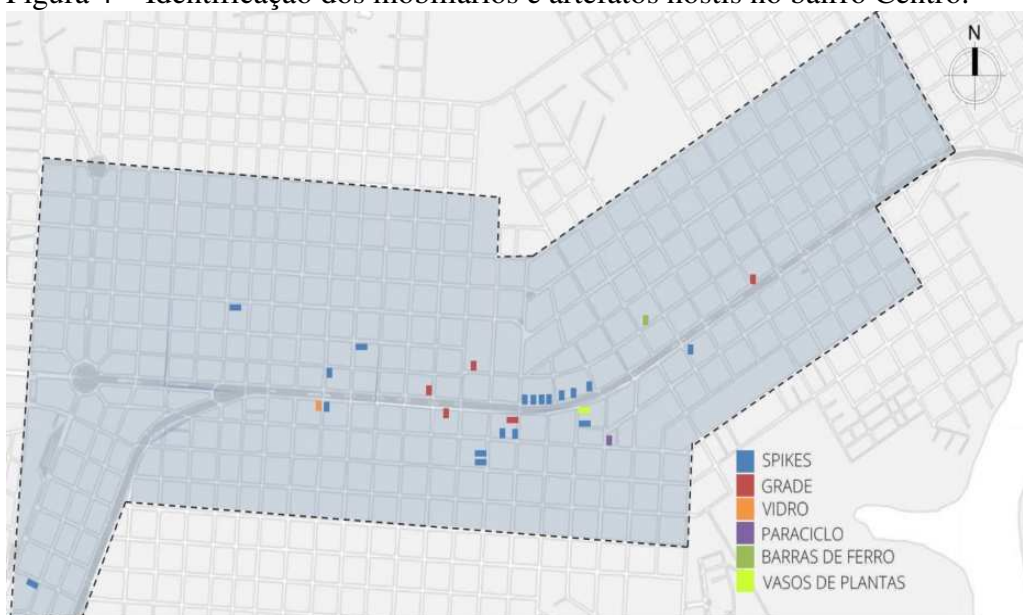 Figura 4 – Identificação dos mobiliários e artefatos hostis no bairro Centro.
N
SPIKES
GRADE
VIDRO
PARACICLO
BARRAS DE FERRO
VASOS DE PLANTAS